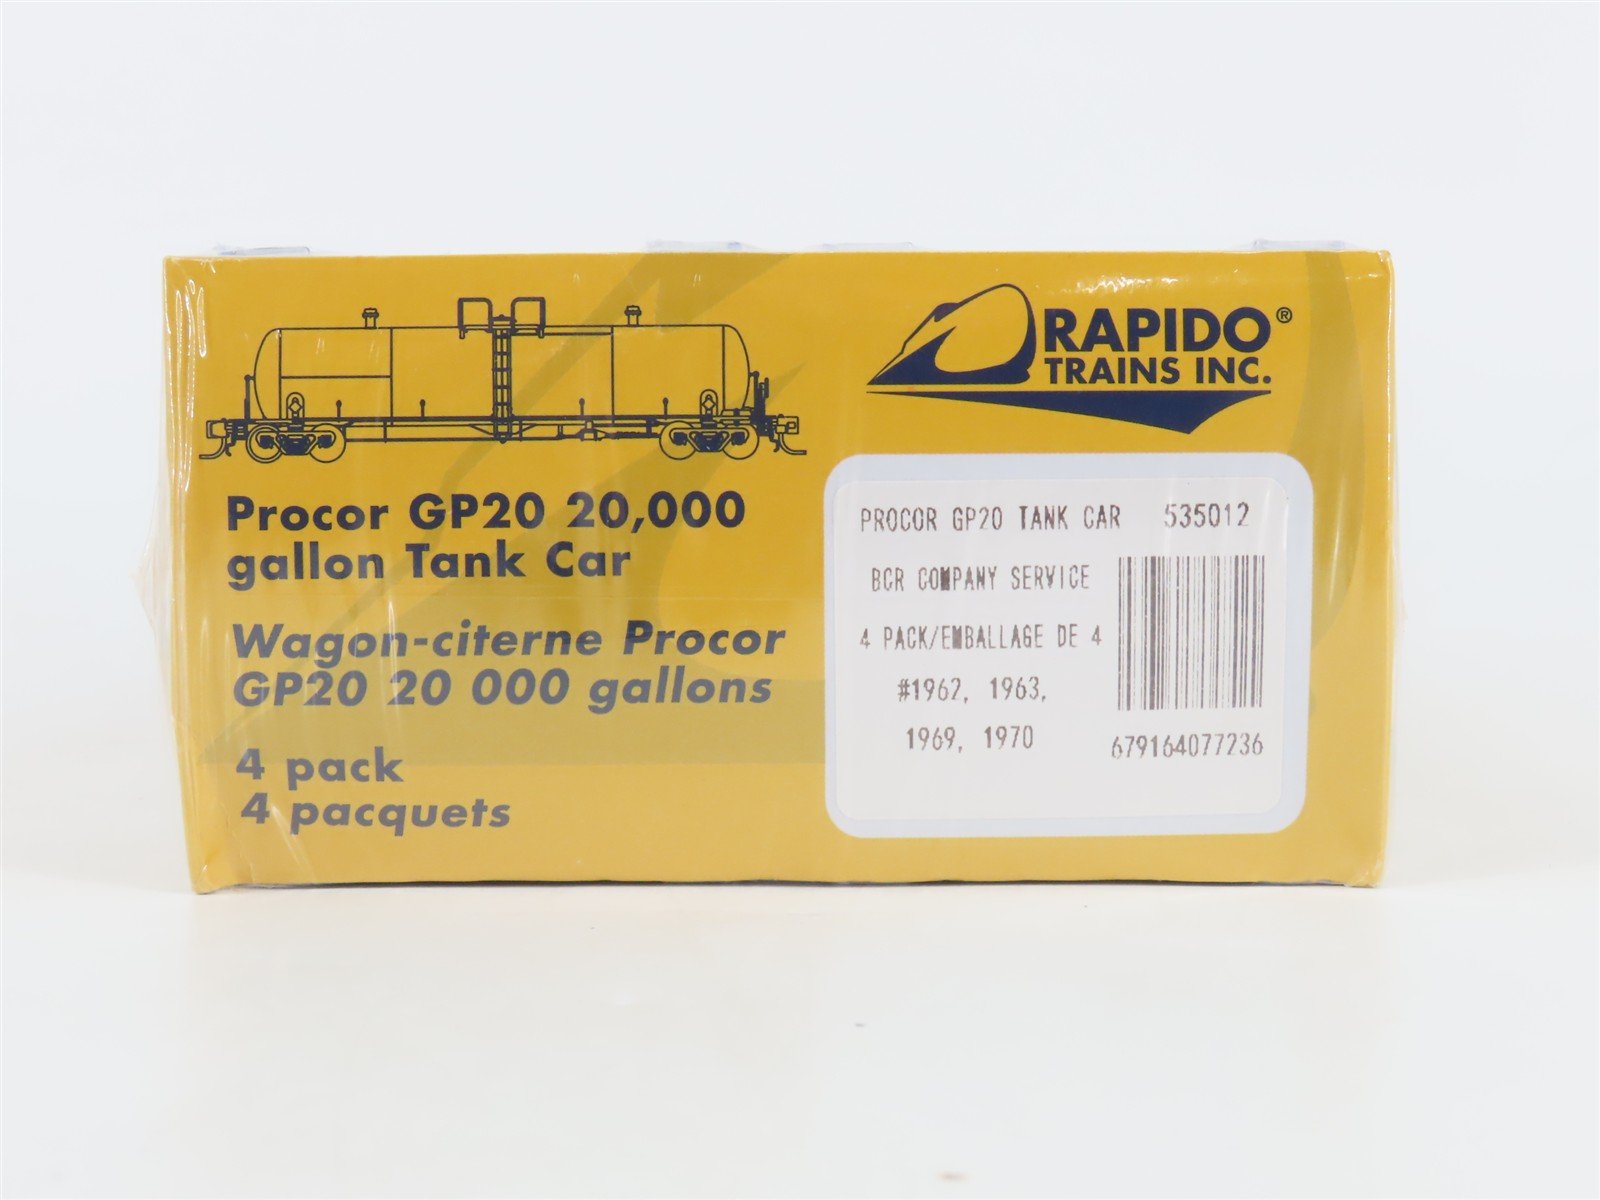 RAPIDO®
TRAINS INC.
Procor GP20 20,000
gallon Tank Car
Wagon-citerne Procor
GP20 20 000 gallons
4 pack
4 pacquets
PROCOR GP20 TANK CAR 535012
BCR COMPANY SERVICE
4 PACK/EMBALLAGE DE 4
#1962, 1963,
1969, 1970
679164077236